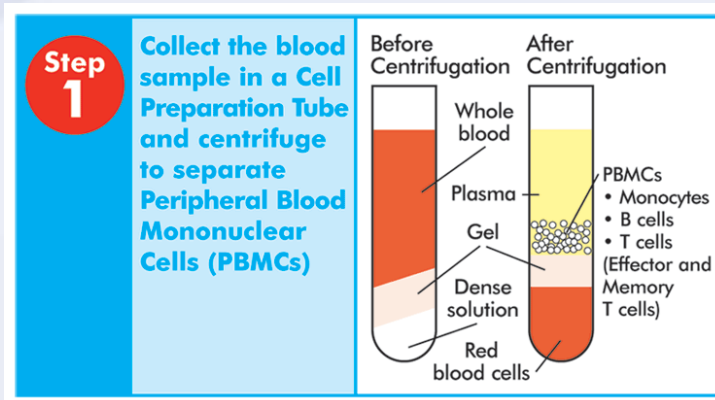 Step
1
Collect the blood
sample in a Cell
Preparation Tube
and centrifuge
to separate
Peripheral Blood
Mononuclear
Cells (PBMCs)
Before
Centrifugation
After
Centrifugation
Whole
blood
Plasma
Gel
Dense
solution
Red
blood cells
PBMCs
• Monocytes
• B cells
• T cells
(Effector and
Memory
T cells)